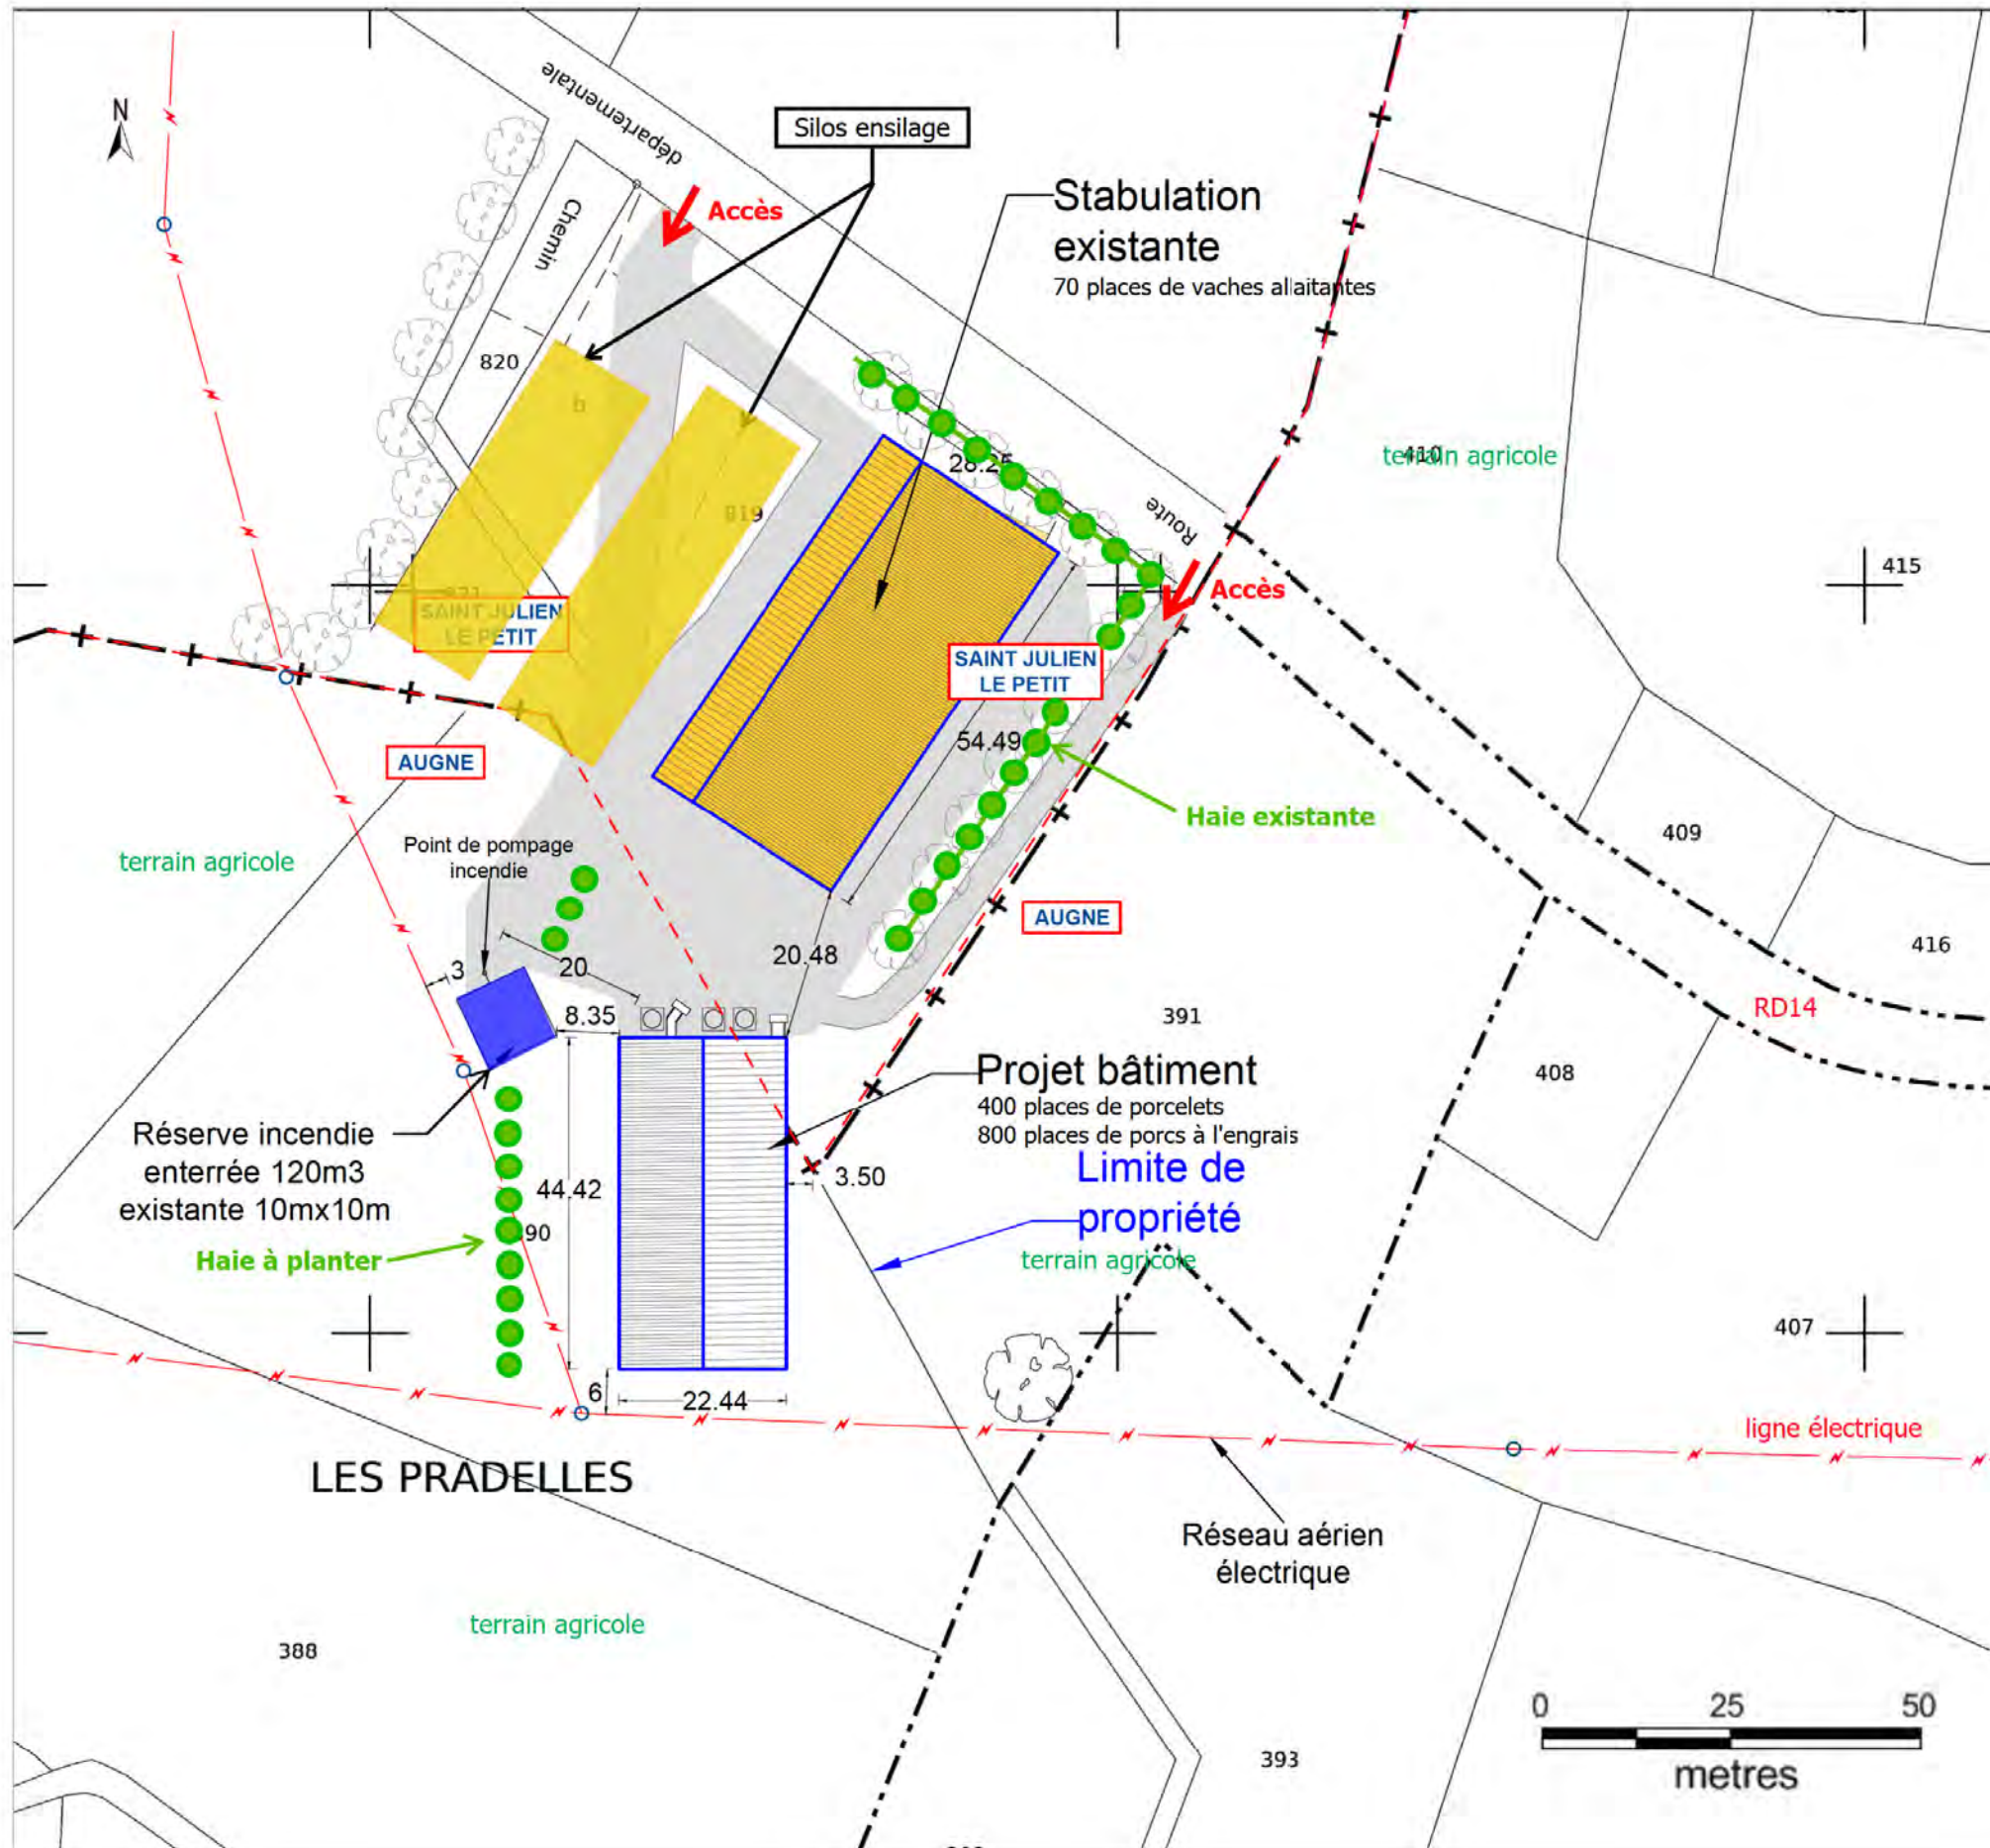 N
départementale
Silos ensilage
Accès
Stabulation
existante
70 places de vaches allaitantes
Chemin
820
b
28.25
410
terrain agricole
819
Route
415
Accès
821
SAINT JULIEN
LE PETIT
SAINT JULIEN
LE PETIT
AUGNE
54.49
Haie existante
409
terrain agricole
Point de pompage
incendie
AUGNE
416
20.48
20
3
RD14
8.35
391
Projet bâtiment
400 places de porcelets
800 places de porcs à l'engrais
408
Réserve incendie
enterrée 120m3
existante 10mx10m
Limite de
propriété
3.50
44.42
90
Haie à planter
terrain agricole
407
6
22.44
ligne électrique
LES PRADELLES
Réseau aérien
électrique
terrain agricole
388
0 25 50
metres
393